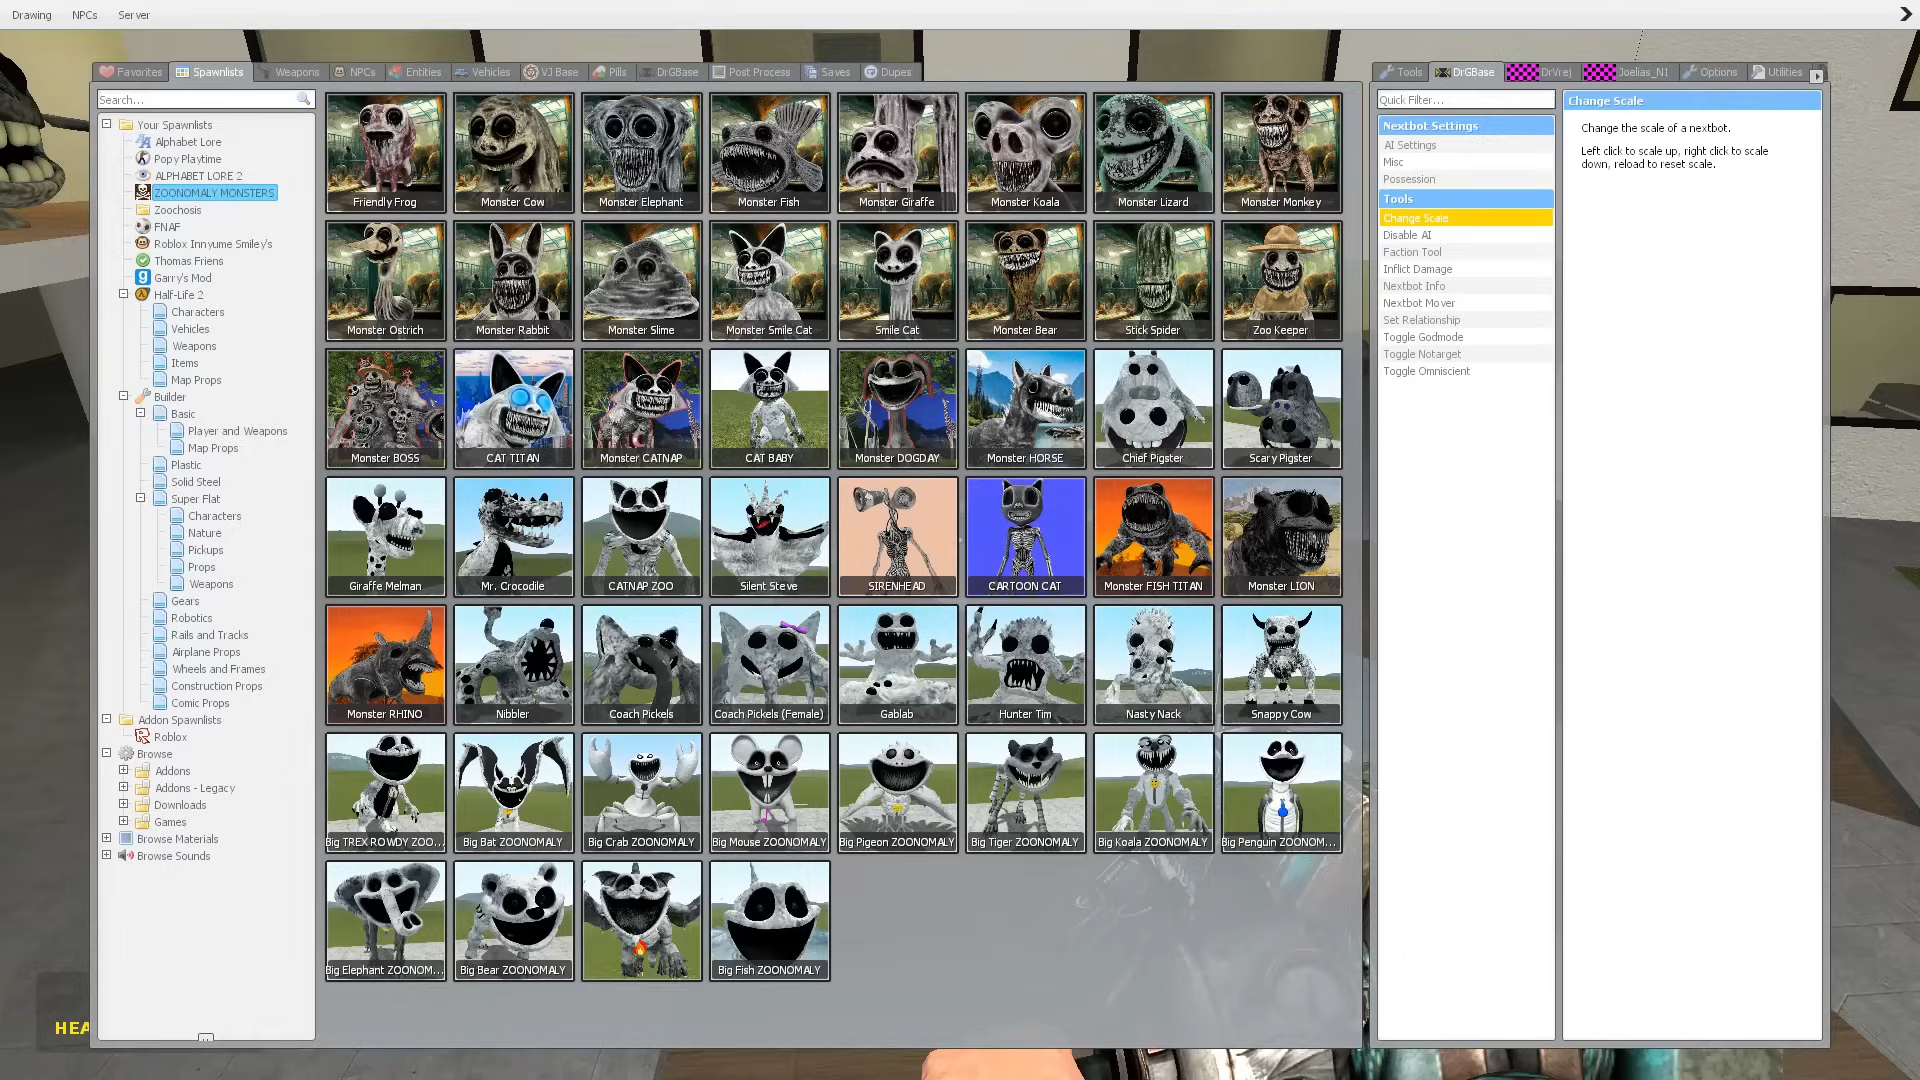 Drawing NPCs Server
Favorites Spawnlists Weapons NPCs Entities Vehicles VJ Base Pills DrGBase Post Process Saves Dupes
Search...
Your Spawnlists
Alphabet Lore
Popy Playtime
ALPHABET LORE 2
ZOONOMALY MONSTERS
Zoochosis
FNAF
Roblox Innyume Smiley's
Thomas Friens
Garry's Mod
Half-Life 2
Characters
Vehicles
Weapons
Items
Map Props
Builder
Basic
Player and Weapons
Map Props
Plastic
Solid Steel
Super Flat
Characters
Nature
Pickups
Props
Weapons
Gears
Robotics
Rails and Tracks
Airplane Props
Wheels and Frames
Construction Props
Comic Props
Addon Spawnlists
Roblox
Browse
Addons
Addons - Legacy
Downloads
Games
Browse Materials
Browse Sounds
Friendly Frog Monster Cow Monster Elephant Monster Fish Monster Giraffe Monster Koala Monster Lizard Monster Monkey
Monster Ostrich Monster Rabbit Monster Slime Monster Smile Cat Smile Cat Monster Bear Stick Spider Zoo Keeper
Monster BOSS CAT TITAN Monster CATNAP CAT BABY Monster DOGDAY Monster HORSE Chief Pigster Scary Pigster
Giraffe Melman Mr. Crocodile CATNAP ZOO Silent Steve SIRENHEAD CARTOON CAT Monster FISH TITAN Monster LION
Monster RHINO Nibbler Coach Pickels Coach Pickels (Female) Gablab Hunter Tim Nasty Nack Snappy Cow
Big TREX ROWDY ZOO... Big Bat ZOONOMALY Big Crab ZOONOMALY Big Mouse ZOONOMALY Big Pigeon ZOONOMALY Big Tiger ZOONOMALY Big Koala ZOONOMALY Big Penguin ZOONOM...
Big Elephant ZOONOM... Big Bear ZOONOMALY Big Fish ZOONOMALY
Tools DrGBase DrVrej Joelias_NI Options Utilities
Quick Filter...
Nextbot Settings
AI Settings
Misc
Possession
Tools
Change Scale
Disable AI
Faction Tool
Inflict Damage
Nextbot Info
Nextbot Mover
Set Relationship
Toggle Godmode
Toggle Notarget
Toggle Omniscient
Change Scale
Change the scale of a nextbot.
Left click to scale up, right click to scale
down, reload to reset scale.
HEA